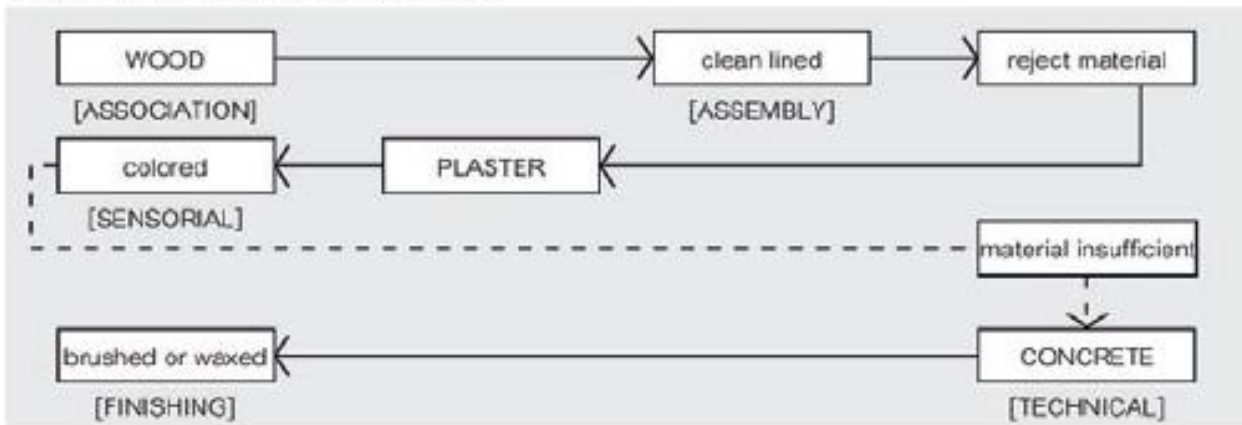 WOOD
clean lined
reject material
[ASSOCIATION]
[ASSEMBLY]
colored
PLASTER
[SENSORIAL]
material insufficient
brushed or waxed
CONCRETE
[FINISHING]
[TECHNICAL]